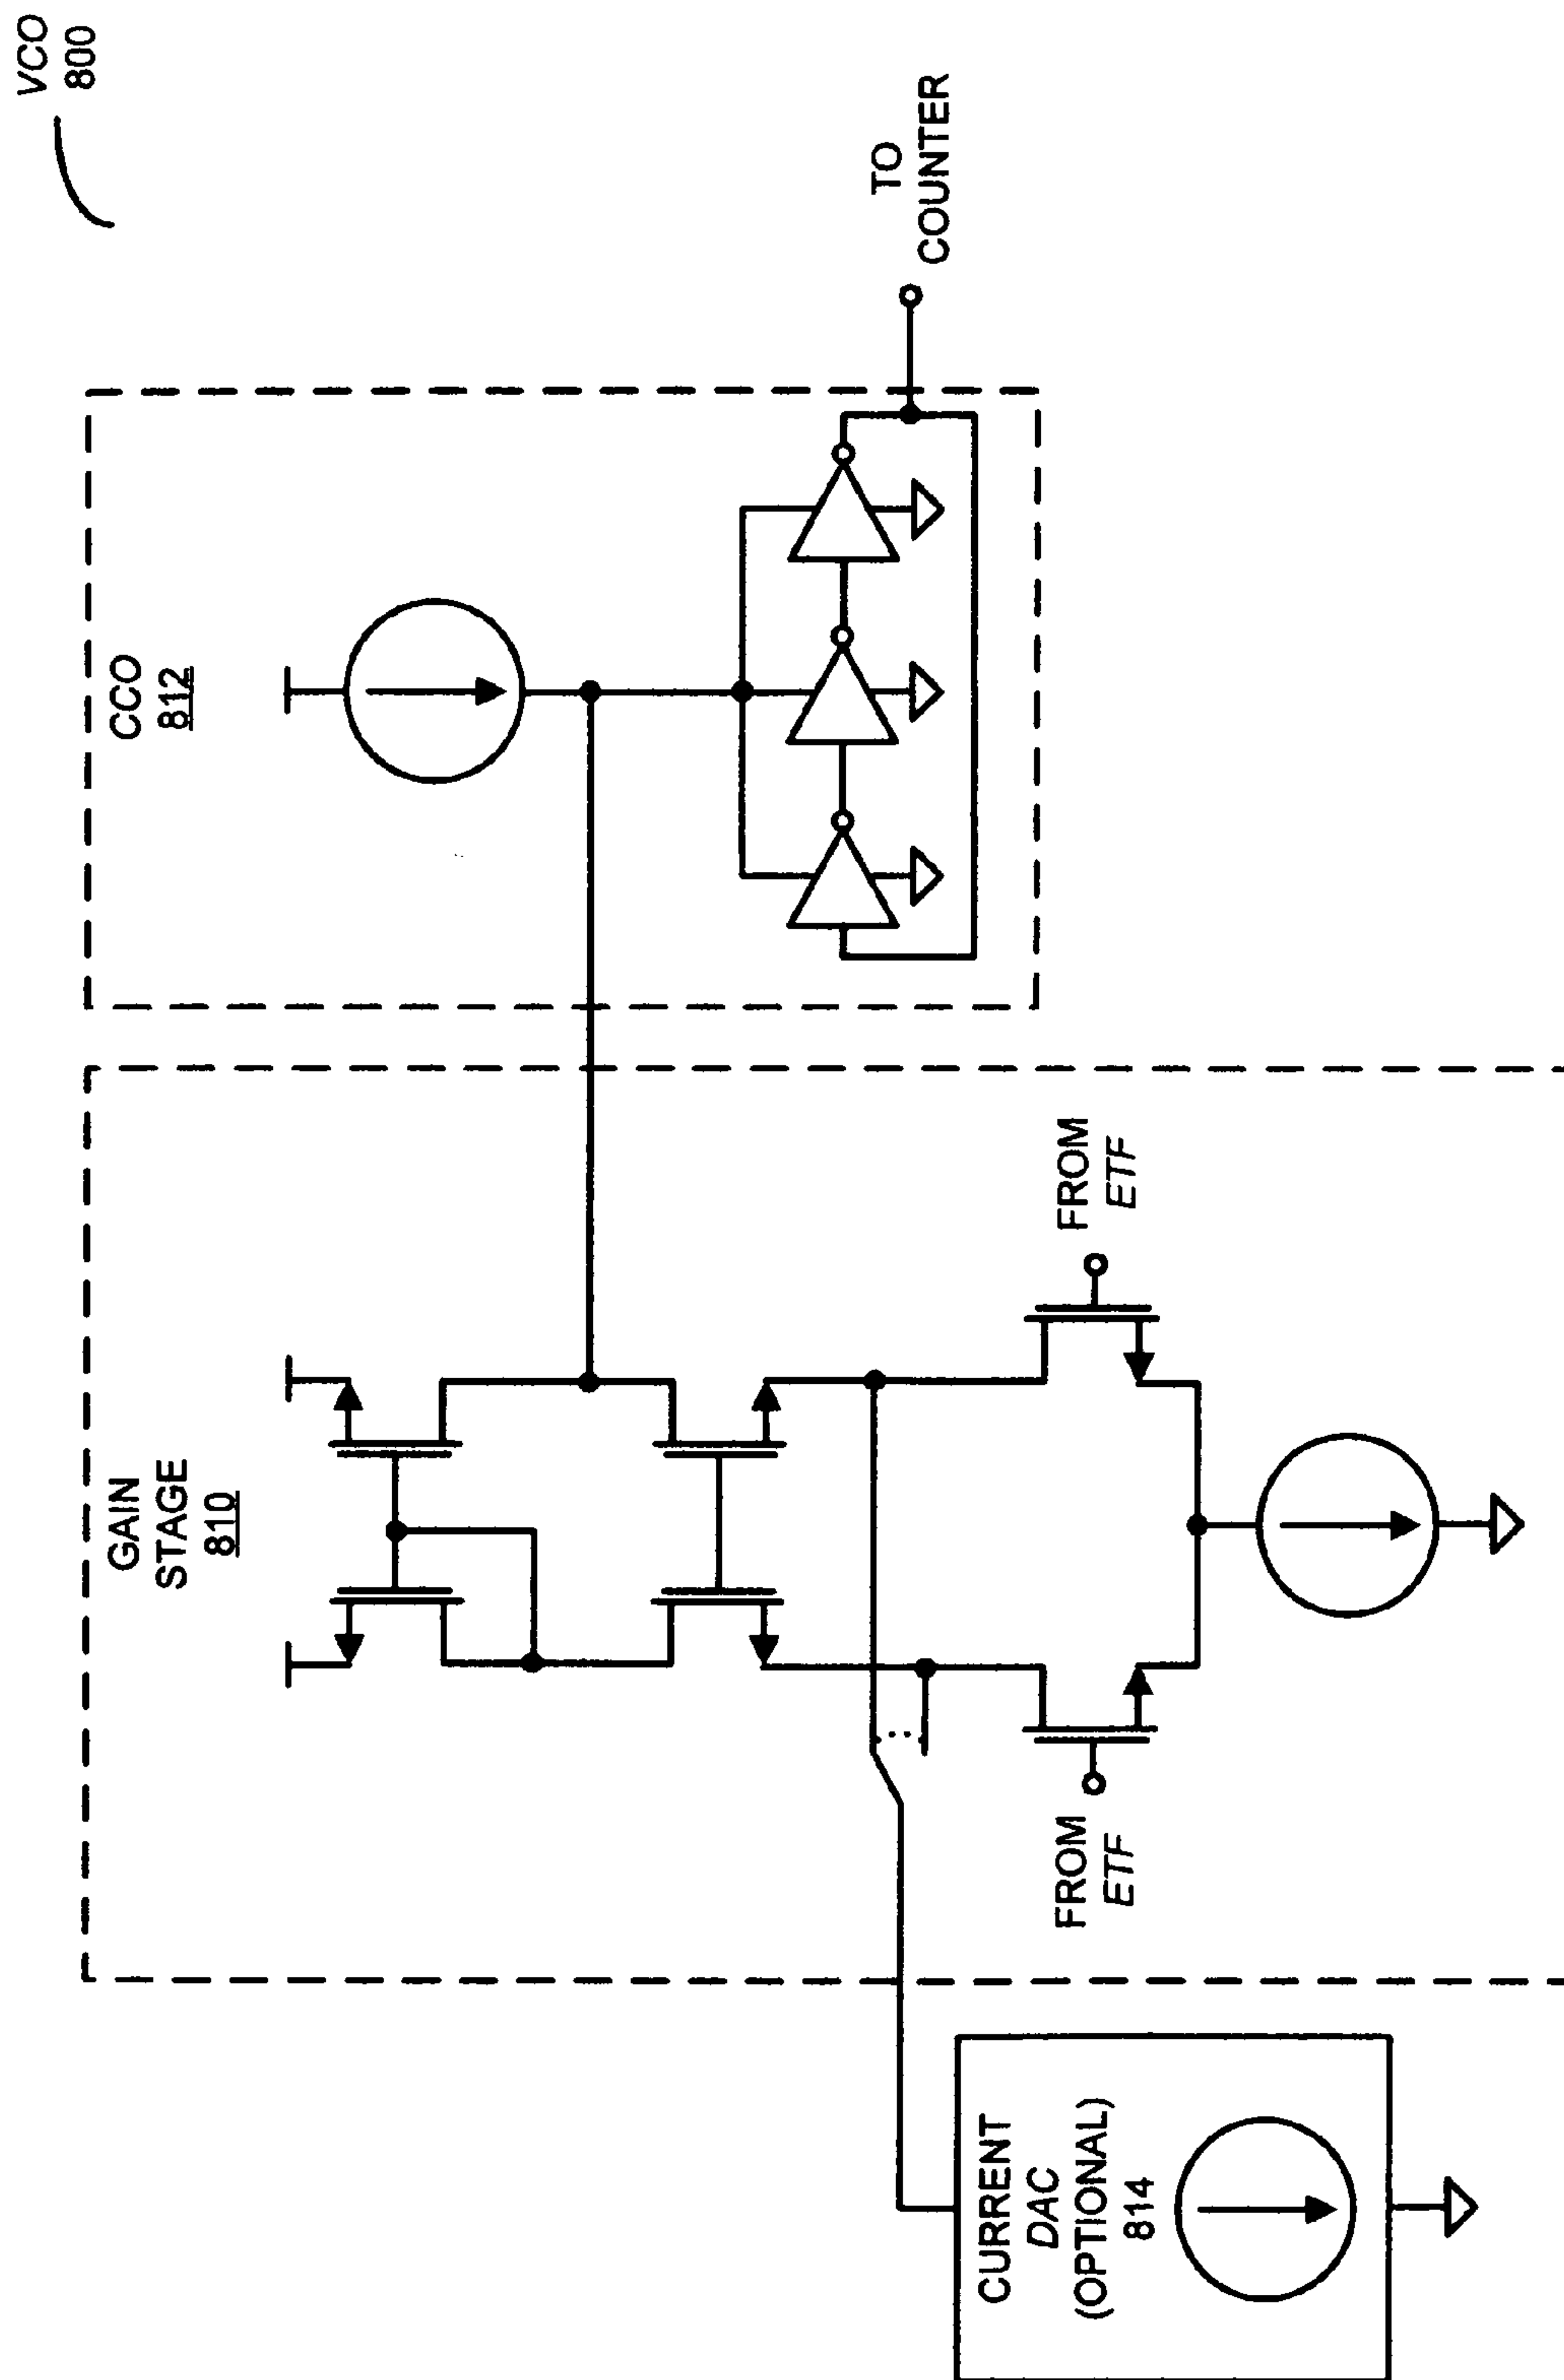 VCO
800
GAIN
STAGE
810
CCO
812
TO
COUNTER
FROM
ETF
FROM
ETF
CURRENT
DAC
(OPTIONAL)
814